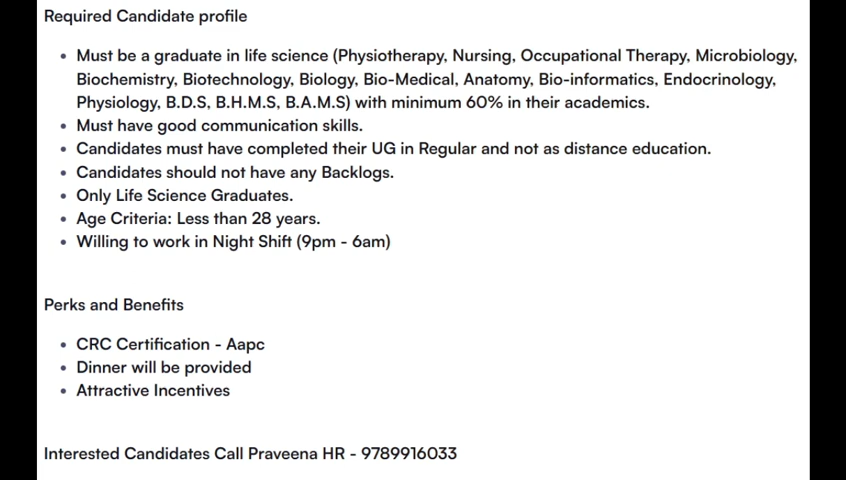 Required Candidate profile
• Must be a graduate in life science (Physiotherapy, Nursing, Occupational Therapy, Microbiology,
Biochemistry, Biotechnology, Biology, Bio-Medical, Anatomy, Bio-informatics, Endocrinology,
Physiology, B.D.S, B.H.M.S, B.A.M.S) with minimum 60% in their academics.
• Must have good communication skills.
• Candidates must have completed their UG in Regular and not as distance education.
• Candidates should not have any Backlogs.
• Only Life Science Graduates.
• Age Criteria: Less than 28 years.
• Willing to work in Night Shift (9pm - 6am)
Perks and Benefits
• CRC Certification - Aapc
• Dinner will be provided
• Attractive Incentives
Interested Candidates Call Praveena HR - 9789916033